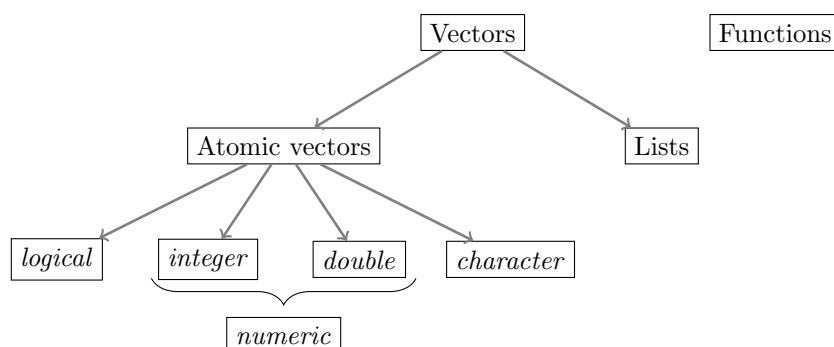 Vectors
Functions
Atomic vectors
Lists
logical
integer
double
character
numeric